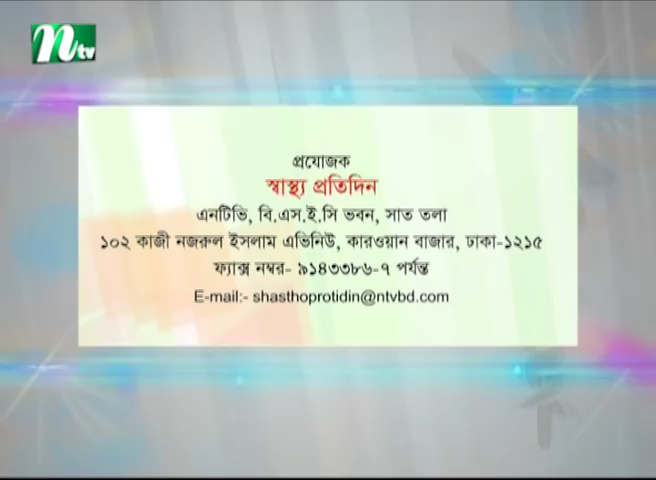 ntv
প্রযোজক
স্বাস্থ্য প্রতিদিন
এনটিভি, বি.এস.ই.সি ভবন, সাত তলা
১০২ কাজী নজরুল ইসলাম এভিনিউ, কারওয়ান বাজার, ঢাকা-১২১৫
ফ্যাক্স নম্বর- ৯১৪৩৩৮৬-৭ পর্যন্ত
E-mail:- shasthoprotidin@ntvbd.com